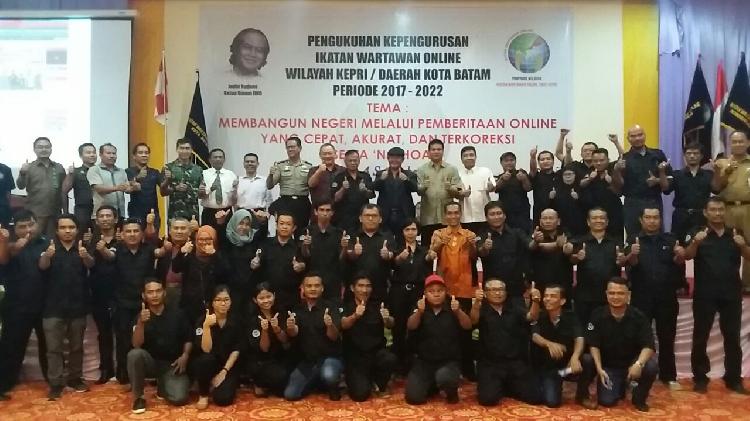 PENGUKUHAN KEPENGURUSAN
IKATAN WARTAWAN ONLINE
WILAYAH KEPRI / DAERAH KOTA BATAM
PERIODE 2017 - 2022
TEMA :
MEMBANGUN NEGERI MELALUI PEMBERITAAN ONLINE
YANG CEPAT, AKURAT, DAN TERKOREKSI